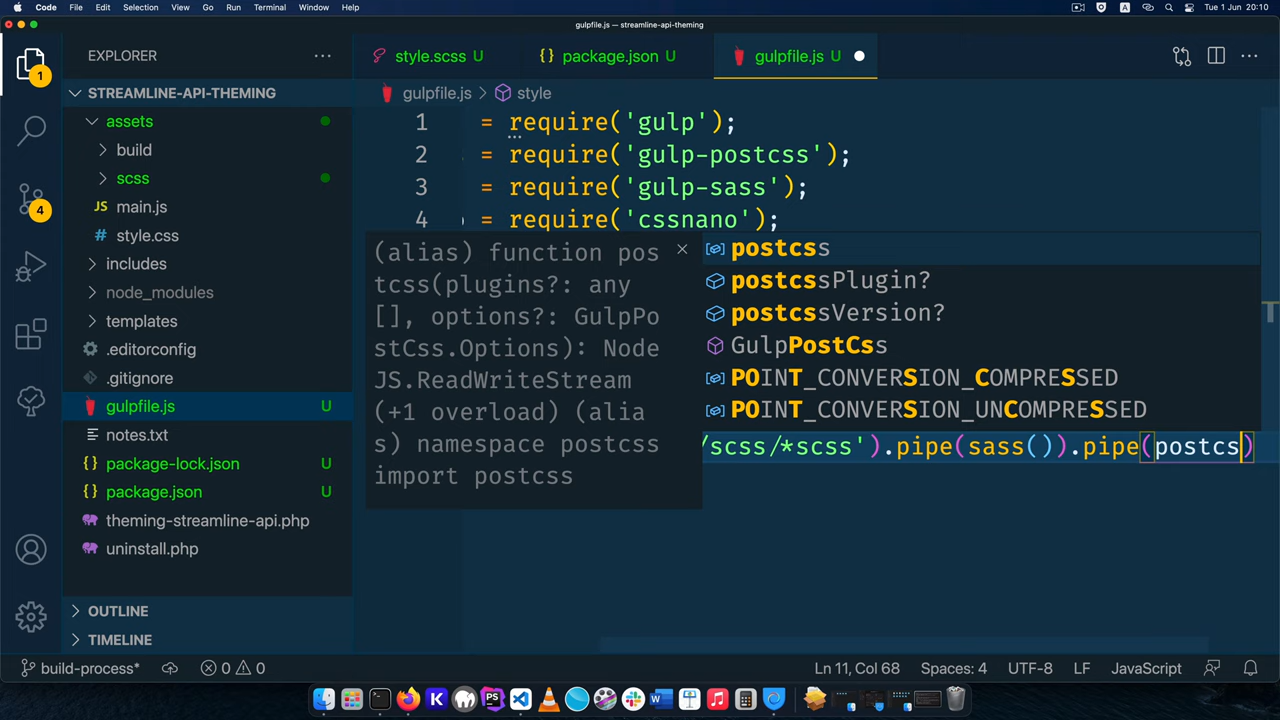 Code File Edit Selection View Go Run Terminal Window Help
A
Tue 1 Jun 20:10
gulpfile.js — streamline-api-theming
EXPLORER
style.scss U
{} package.json U
gulpfile.js U
STREAMLINE-API-THEMING
gulpfile.js > style
assets
build
scss
JS main.js
# style.css
includes
node_modules
templates
.editorconfig
.gitignore
gulpfile.js U
notes.txt
{} package-lock.json U
{} package.json U
theming-streamline-api.php
uninstall.php
OUTLINE
TIMELINE
1
4
1 = require('gulp');
2 = require('gulp-postcss');
3 = require('gulp-sass');
4 ) = require('cssnano');
(alias) function pos
tcss(plugins?: any
[], options?: GulpPo
stCss.Options): Node
JS.ReadWriteStream
(+1 overload) (alia
s) namespace postcss
import postcss
postcss
postcssPlugin?
postcssVersion?
GulpPostCss
POINT_CONVERSION_COMPRESSED
POINT_CONVERSION_UNCOMPRESSED
/scss/*scss').pipe(sass()).pipe(postcs)
build-process* 0 0
Ln 11, Col 68 Spaces: 4 UTF-8 LF JavaScript
K PS W